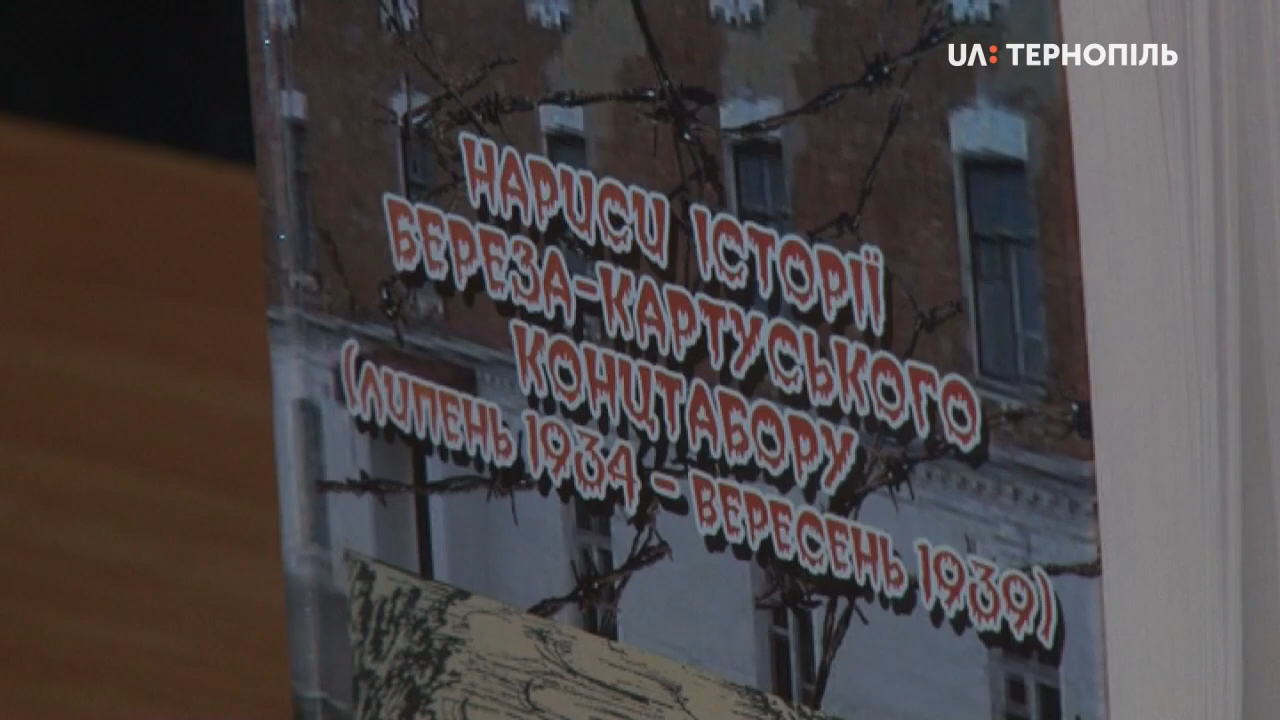 UA: ТЕРНОПІЛЬ
НАРИСИ ІСТОРІЇ
БЕРЕЗА-КАРТУСЬКОГО
КОНЦТАБОРУ
(ЛИПЕНЬ 1934 - ВЕРЕСЕНЬ 1939)